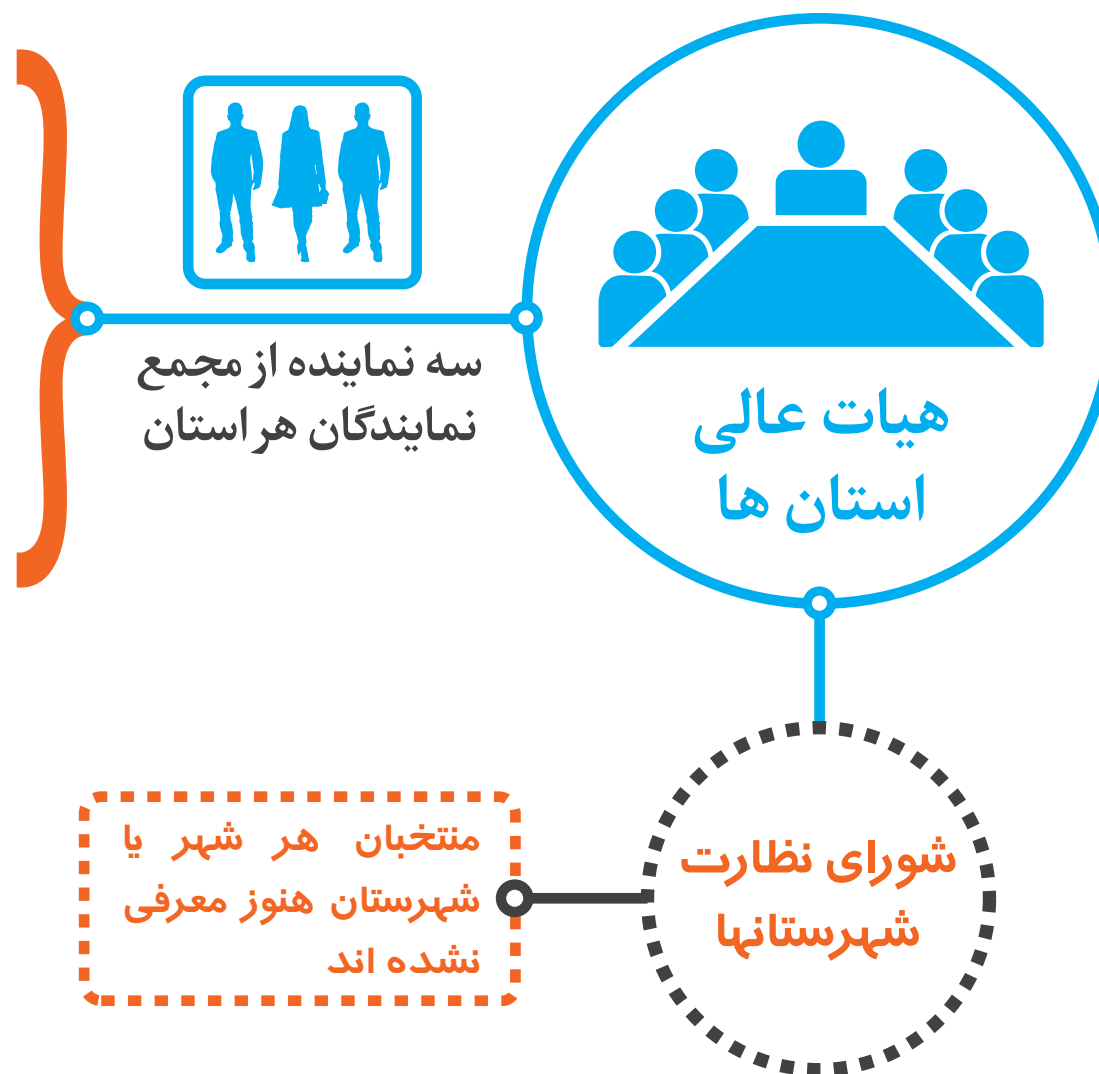 هیات عالی
استان ها
سه نماینده از مجمع
نمایندگان هر استان
شورای نظارت
شهرستانها
منتخبان هر شهر یا
شهرستان هنوز معرفی
نشده اند